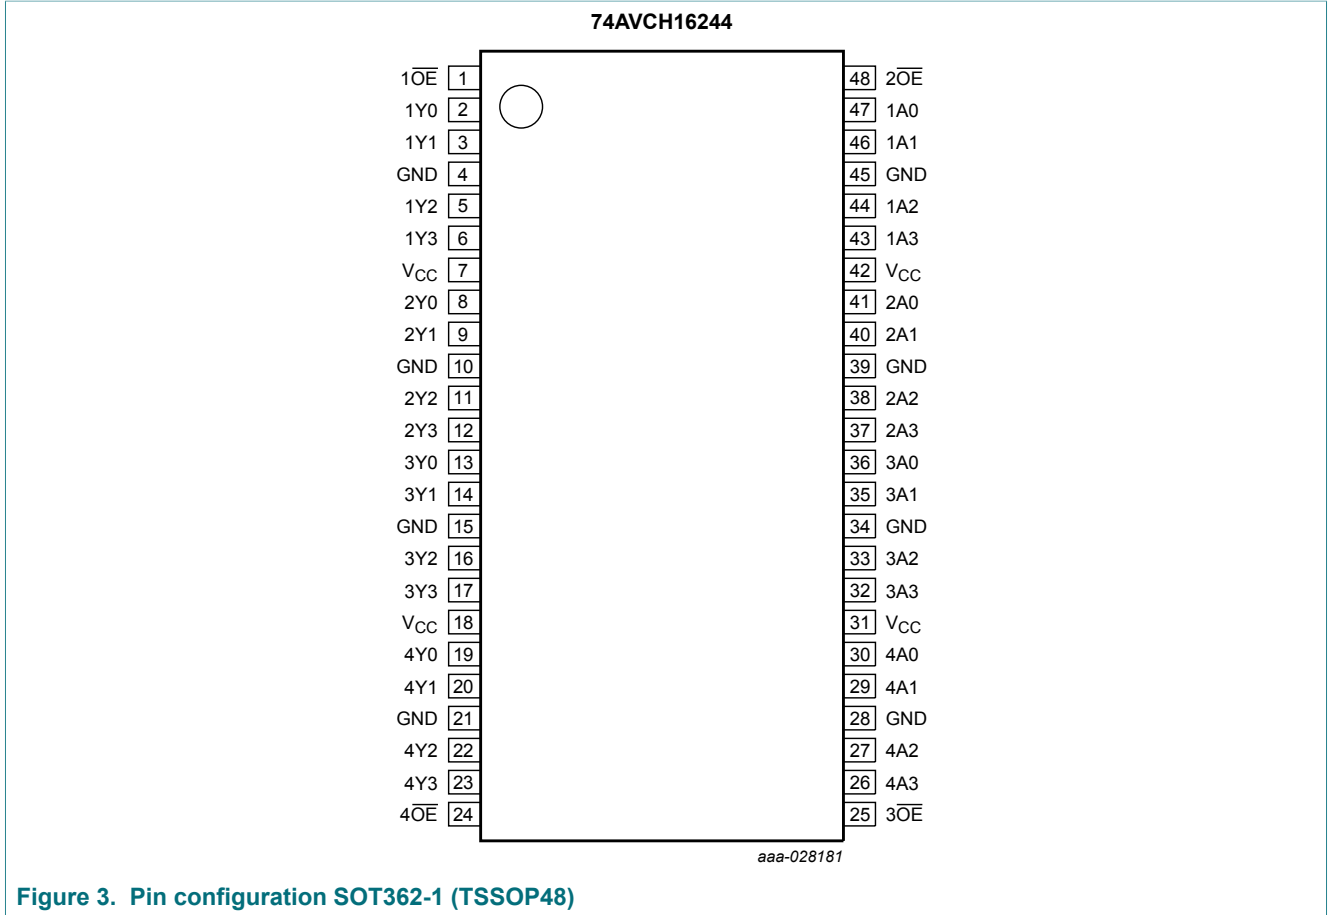 74AVCH16244
1O̅E̅ 1 48 2O̅E̅
1Y0 2 47 1A0
1Y1 3 46 1A1
GND 4 45 GND
1Y2 5 44 1A2
1Y3 6 43 1A3
VCC 7 42 VCC
2Y0 8 41 2A0
2Y1 9 40 2A1
GND 10 39 GND
2Y2 11 38 2A2
2Y3 12 37 2A3
3Y0 13 36 3A0
3Y1 14 35 3A1
GND 15 34 GND
3Y2 16 33 3A2
3Y3 17 32 3A3
VCC 18 31 VCC
4Y0 19 30 4A0
4Y1 20 29 4A1
GND 21 28 GND
4Y2 22 27 4A2
4Y3 23 26 4A3
4O̅E̅ 24 25 3O̅E̅
aaa-028181
Figure 3. Pin configuration SOT362-1 (TSSOP48)